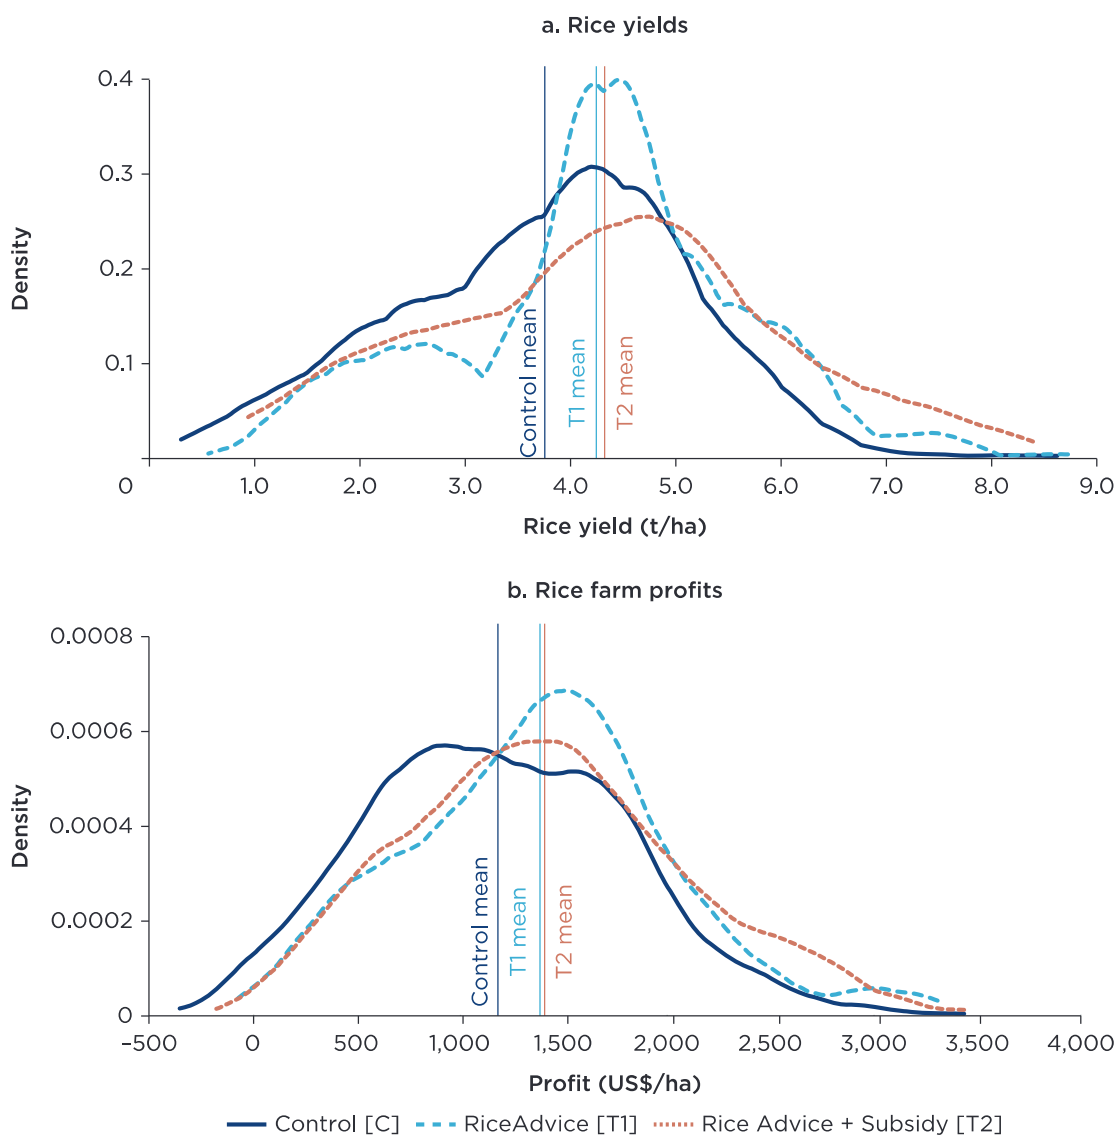 a. Rice yields
0.4
0.3
0.2
0.1
Density
Control mean
T1 mean
T2 mean
0 1.0 2.0 3.0 4.0 5.0 6.0 7.0 8.0 9.0
Rice yield (t/ha)
b. Rice farm profits
0.0008
0.0006
0.0004
0.0002
0
Density
Control mean
T1 mean
T2 mean
–500 0 500 1,000 1,500 2,000 2,500 3,000 3,500 4,000
Profit (US$/ha)
Control [C] RiceAdvice [T1] Rice Advice + Subsidy [T2]